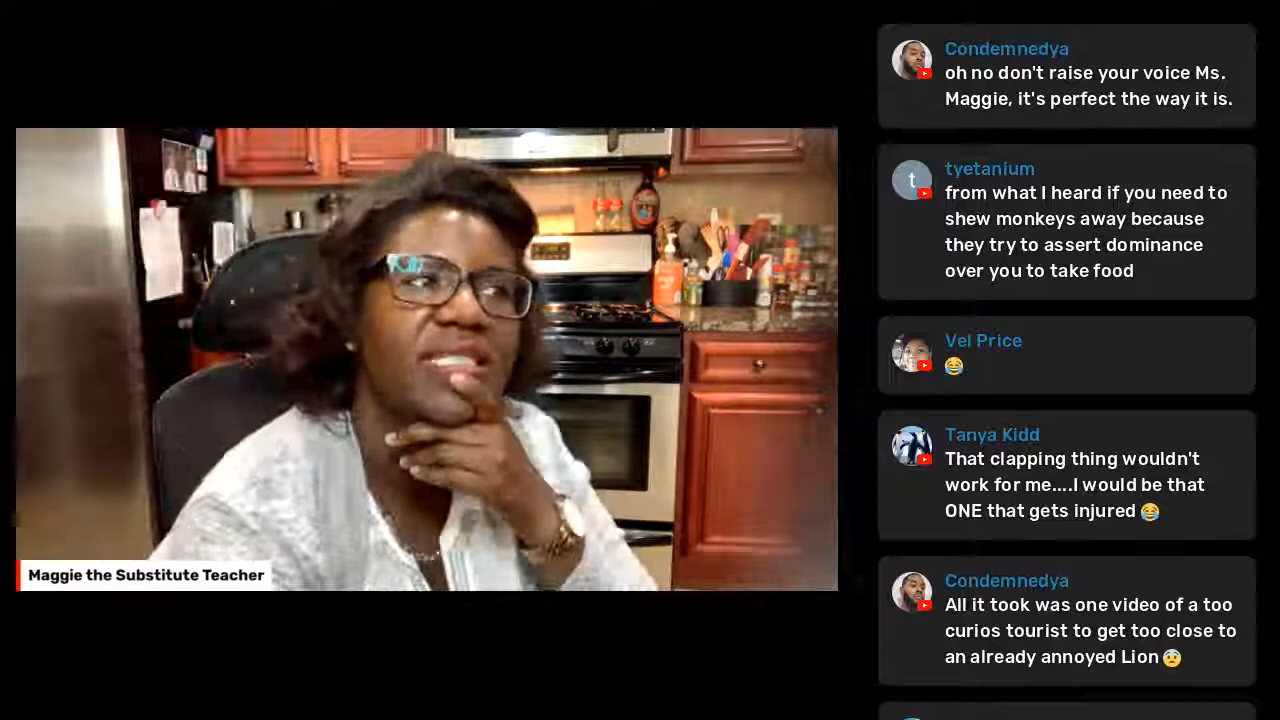 Condemnedya
oh no don't raise your voice Ms.
Maggie, it's perfect the way it is.
t
tyetanium
from what I heard if you need to
shew monkeys away because
they try to assert dominance
over you to take food
Vel Price
😂
Tanya Kidd
That clapping thing wouldn't
work for me....I would be that
ONE that gets injured 😂
Condemnedya
All it took was one video of a too
curios tourist to get too close to
an already annoyed Lion 😨
Maggie the Substitute Teacher